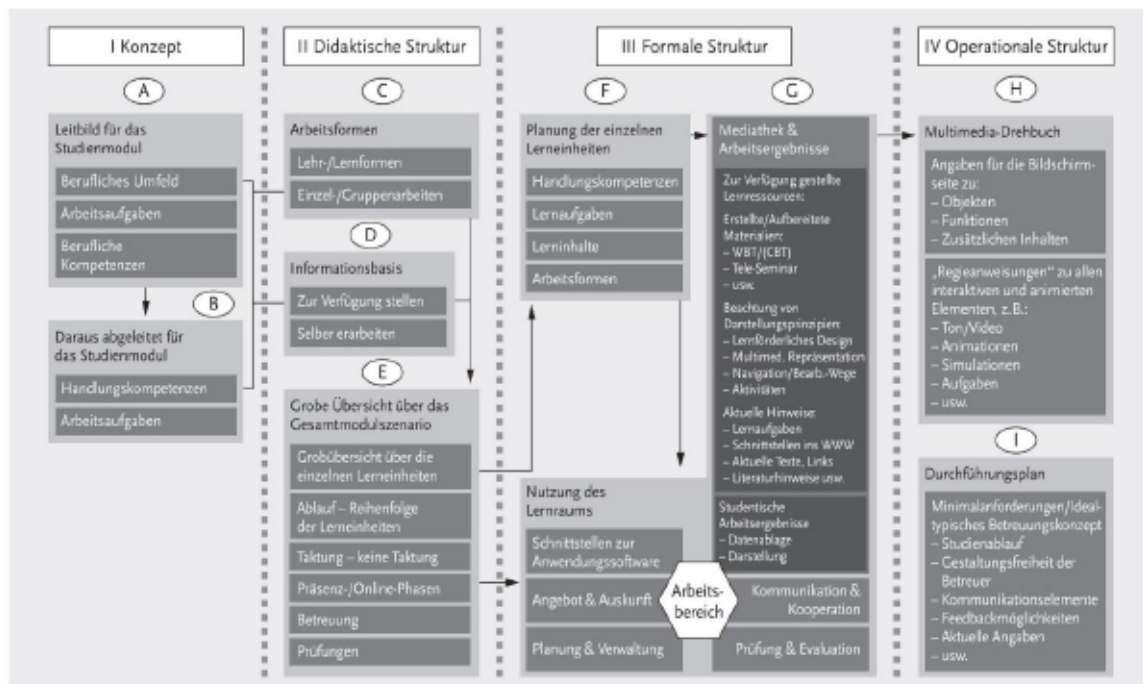 I Konzept
A
Leitbild für das
Studienmodul
Berufliches Umfeld
Arbeitsaufgaben
Berufliche
Kompetenzen
B
Daraus abgeleitet für
das Studienmodul
Handlungskompetenzen
Arbeitsaufgaben
II Didaktische Struktur
C
Arbeitsformen
Lehr-/Lernformen
Einzel-/Gruppenarbeiten
D
Informationsbasis
Zur Verfügung stellen
Selber erarbeiten
E
Grobe Übersicht über das
Gesamtmodulszenario
Grobübersicht über die
einzelnen Lerneinheiten
Ablauf – Reihenfolge
der Lerneinheiten
Taktung – keine Taktung
Präsenz-/Online-Phasen
Betreuung
Prüfungen
III Formale Struktur
F
Planung der einzelnen
Lerneinheiten
Handlungskompetenzen
Lernaufgaben
Lerninhalte
Arbeitsformen
Nutzung des
Lernraums
Schnittstellen zur
Anwendungssoftware
Angebot & Auskunft
Planung & Verwaltung
Arbeits-
bereich
G
Mediathek &
Arbeitsergebnisse
Zur Verfügung gestellte
Lernressourcen:
Erstellte/Aufbereitete
Materialien:
– WBT/(CBT)
– Tele-Seminar
– usw.
Beachtung von
Darstellungsprinzipien:
– Lernförderliches Design
– Multimed. Repräsentation
– Navigation/Bearb.-Wege
– Aktivitäten
Aktuelle Hinweise:
– Lernaufgaben
– Schnittstellen ins WWW
– Aktuelle Texte, Links
– Literaturhinweise usw.
Studentische
Arbeitsergebnisse
– Datenablage
– Darstellung
Kommunikation &
Kooperation
Prüfung & Evaluation
IV Operationale Struktur
H
Multimedia-Drehbuch
Angaben für die Bildschirm-
seite zu:
– Objekten
– Funktionen
– Zusätzlichen Inhalten
„Regieanweisungen“ zu allen
interaktiven und animierten
Elementen, z.B.:
– Ton/Video
– Animationen
– Simulationen
– Aufgaben
– usw.
I
Durchführungsplan
Minimalanforderungen/Ideal-
typisches Betreuungskonzept
– Studienablauf
– Gestaltungsfreiheit der
Betreuer
– Kommunikationselemente
– Feedbackmöglichkeiten
– Aktuelle Angaben
– usw.